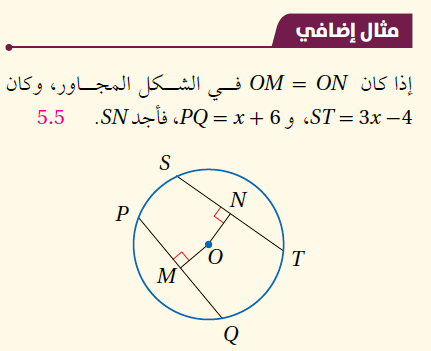 مثال إضافي
إذا كان OM = ON في الشكل المجاور، وكان
ST = 3x − 4، و PQ = x + 6، فأجد SN. 5.5
S
N
P
O
T
M
Q